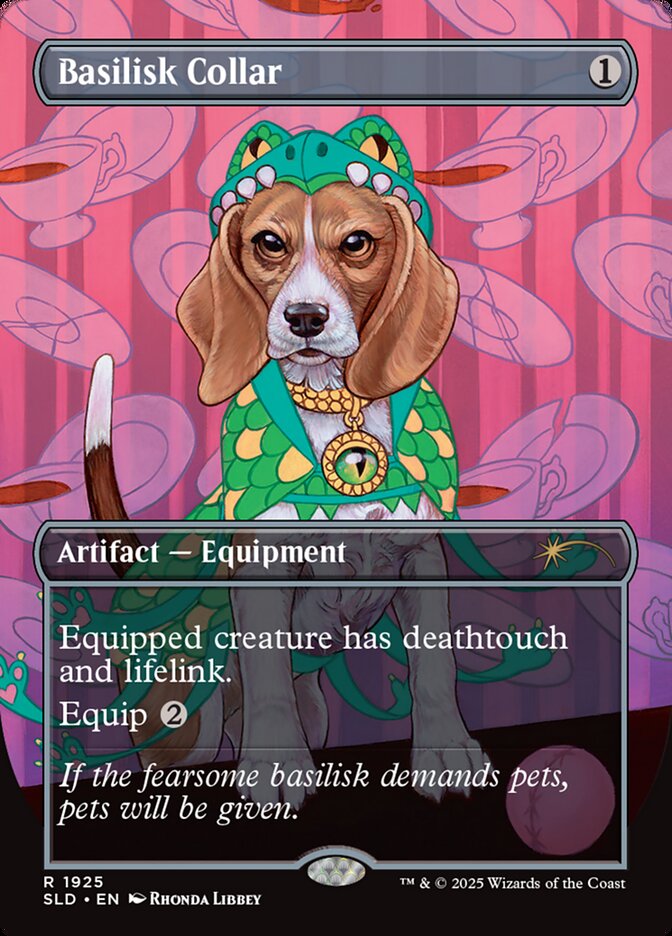 Basilisk Collar 1
Artifact — Equipment
Equipped creature has deathtouch
and lifelink.
Equip 2
If the fearsome basilisk demands pets,
pets will be given.
R 1925
SLD • EN Rhonda Libbey
™ & © 2025 Wizards of the Coast